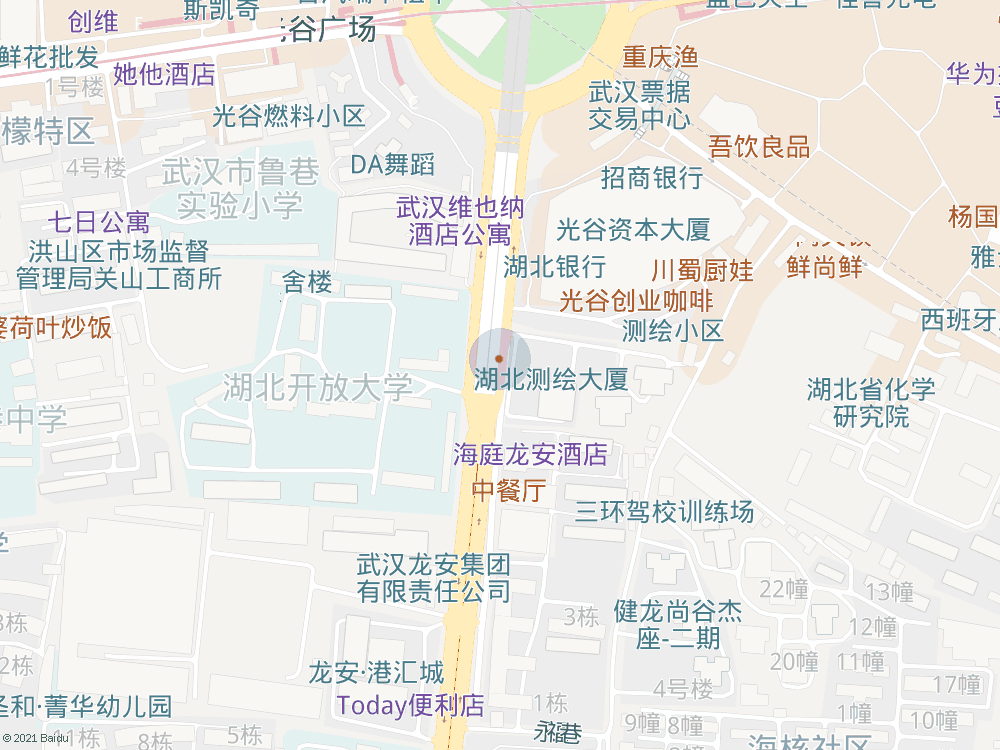 斯凯奇
创维
谷广场
鲜花批发
她他酒店
1号楼
重庆渔
华为
武汉票据
交易中心
光谷燃料小区
檬特区
4号楼
DA舞蹈
吾饮良品
武汉市鲁巷
实验小学
招商银行
武汉维也纳
酒店公寓
七日公寓
杨国
光谷资本大厦
洪山区市场监督
管理局关山工商所
湖北银行
川蜀厨娃
鲜尚鲜
舍楼
光谷创业咖啡
荷叶炒饭
测绘小区
西班牙
湖北开放大学
湖北测绘大厦
湖北省化学
研究院
中学
海庭龙安酒店
中餐厅
三环驾校训练场
武汉龙安集团
有限责任公司
22幢
13幢
3栋
3栋
健龙尚谷杰
座-二期
12幢
2栋
20幢
11幢
龙安·港汇城
4号楼
17幢
和·菁华幼儿园
Today便利店
1栋
1幢
10幢
9幢
8幢
11栋
8栋
5栋
海核社区
© 2021 Baidu